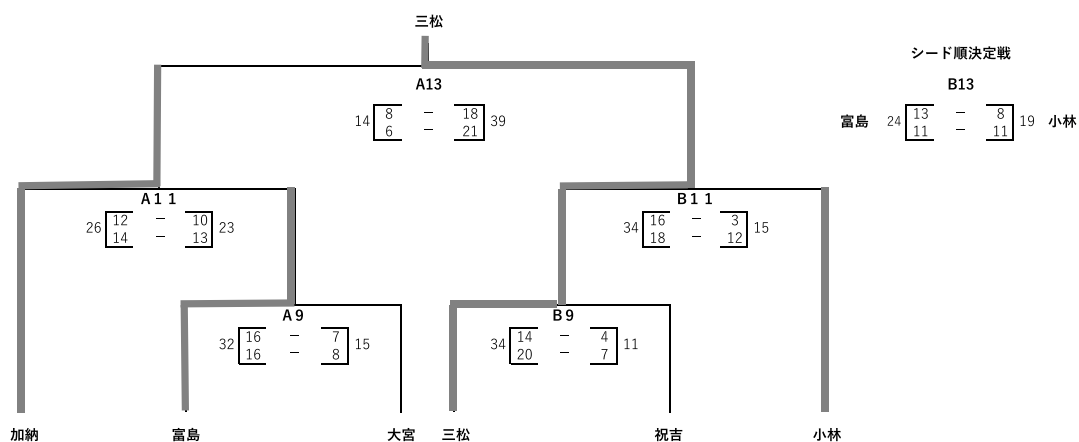 三松
シード順決定戦
A13
B13
14 8 － 18 39
6 － 21
富島 24 13 － 8 19 小林
11 － 11
A１１
B１１
26 12 － 10 23
14 － 13
34 16 － 3 15
18 － 12
A９
B９
32 16 － 7 15
16 － 8
34 14 － 4 11
20 － 7
加納 富島 大宮 三松 祝吉 小林